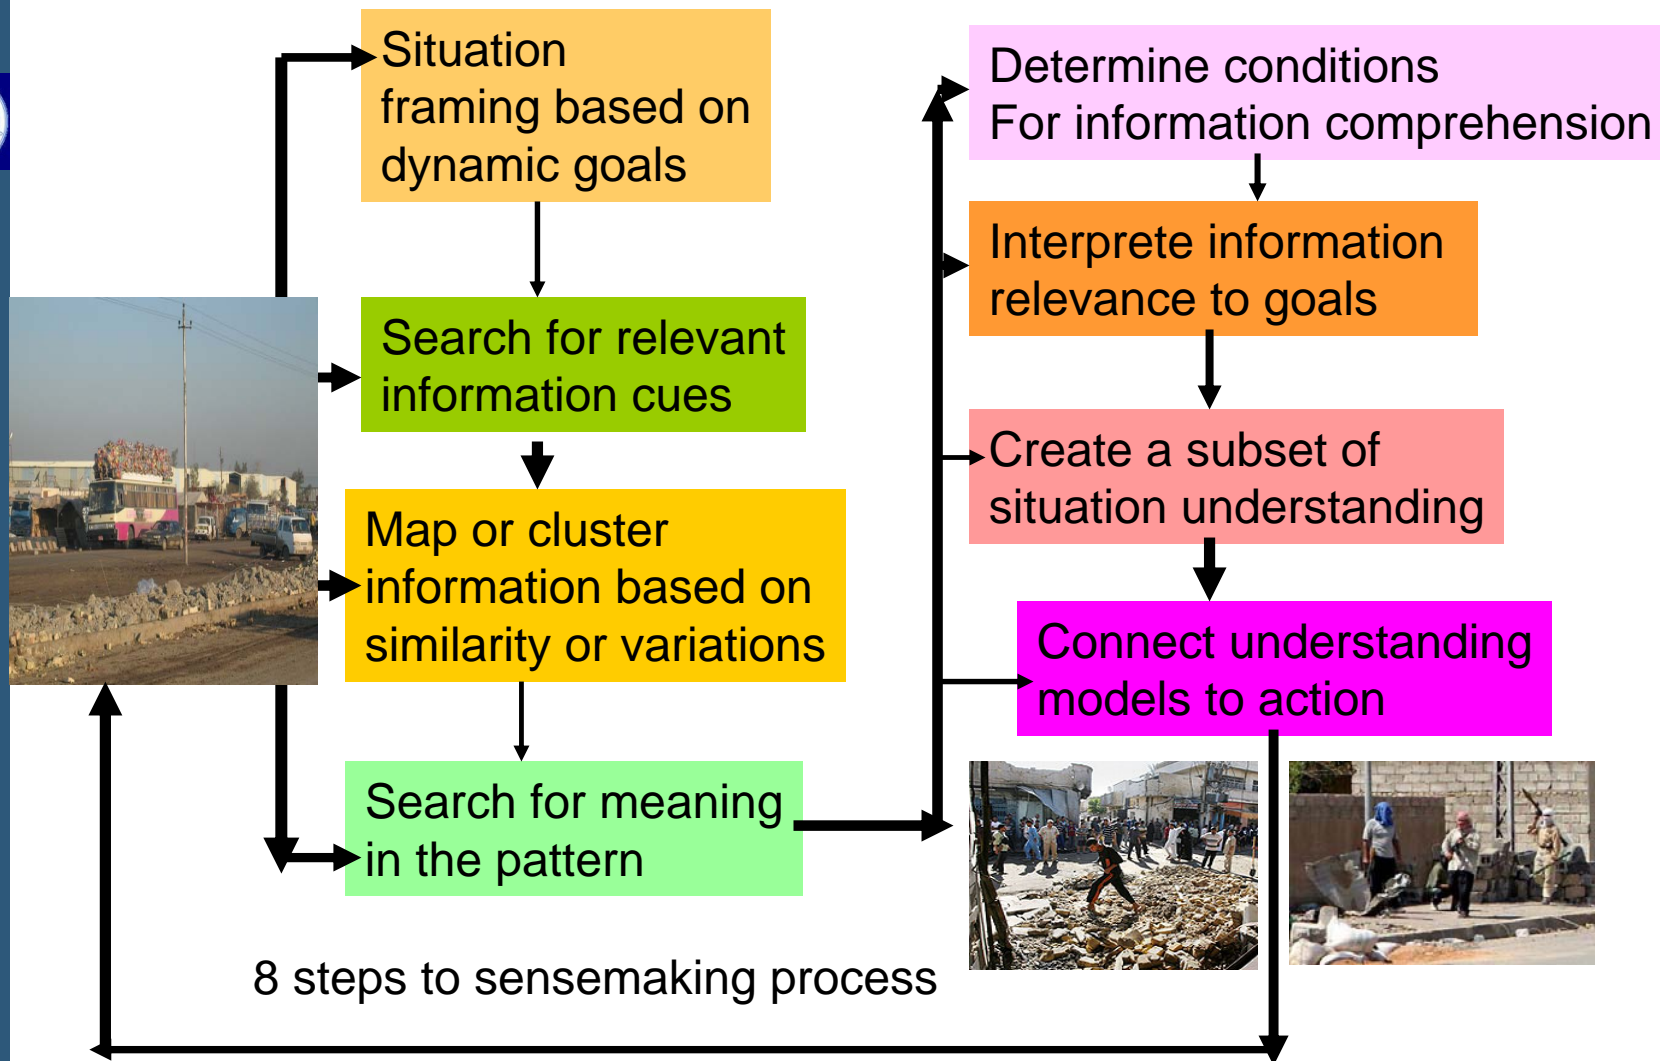 Situation
framing based on
dynamic goals
Search for relevant
information cues
Map or cluster
information based on
similarity or variations
Search for meaning
in the pattern
Determine conditions
For information comprehension
Interprete information
relevance to goals
Create a subset of
situation understanding
Connect understanding
models to action
8 steps to sensemaking process